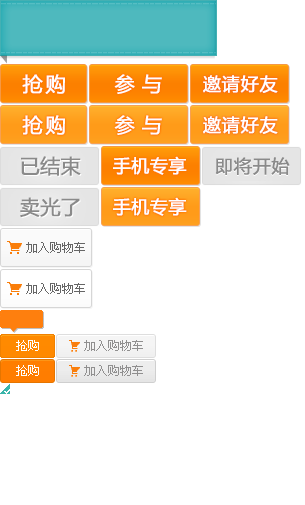 抢购 参与 邀请好友
抢购 参与 邀请好友
已结束 手机专享 即将开始
卖光了 手机专享
加入购物车
加入购物车
抢购 加入购物车
抢购 加入购物车